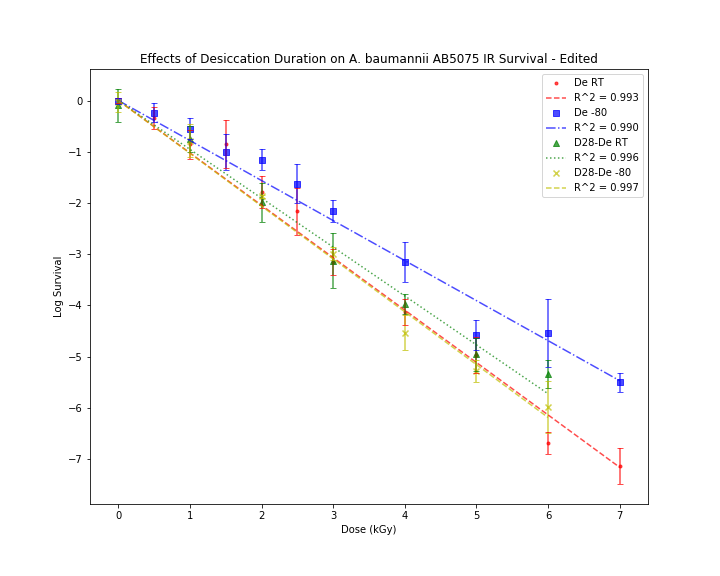 Effects of Desiccation Duration on A. baumannii AB5075 IR Survival - Edited
De RT
R^2 = 0.993
De -80
R^2 = 0.990
D28-De RT
R^2 = 0.996
D28-De -80
R^2 = 0.997
Log Survival
0
−1
−2
−3
−4
−5
−6
−7
0 1 2 3 4 5 6 7
Dose (kGy)